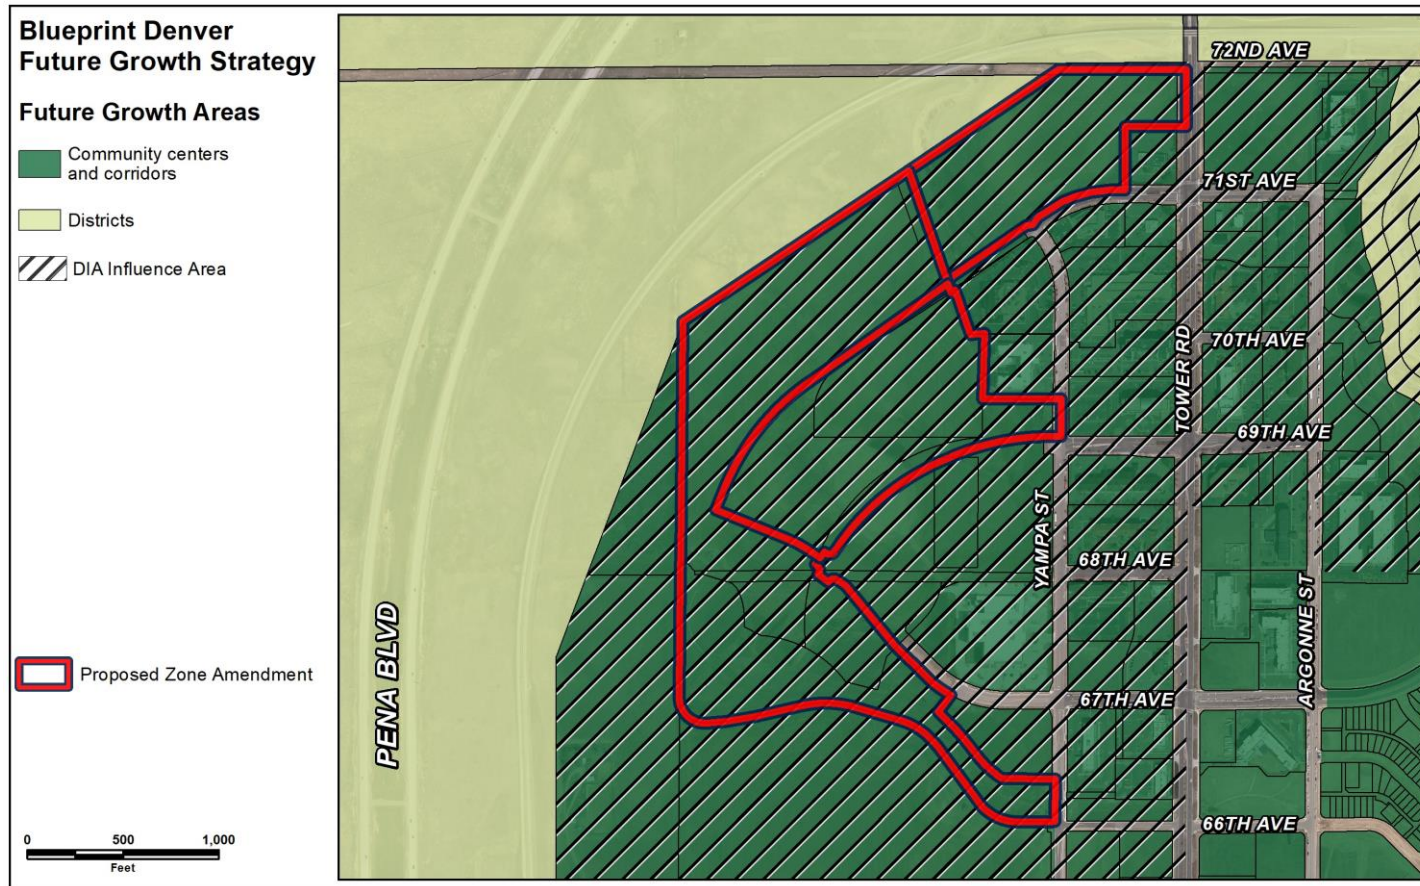 Blueprint Denver
Future Growth Strategy
Future Growth Areas
Community centers
and corridors
Districts
DIA Influence Area
Proposed Zone Amendment
0 500 1,000
Feet
72ND AVE
71ST AVE
70TH AVE
TOWER RD
69TH AVE
YAMPA ST
68TH AVE
ARGONNE ST
PENA BLVD
67TH AVE
66TH AVE